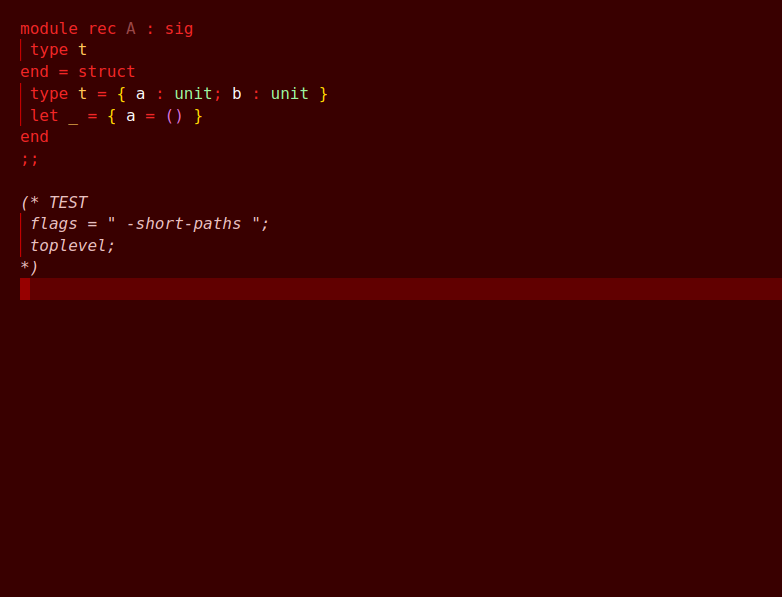 module rec A : sig
 type t
end = struct
 type t = { a : unit; b : unit }
 let _ = { a = () }
end
;;

(* TEST
 flags = " -short-paths ";
 toplevel;
*)